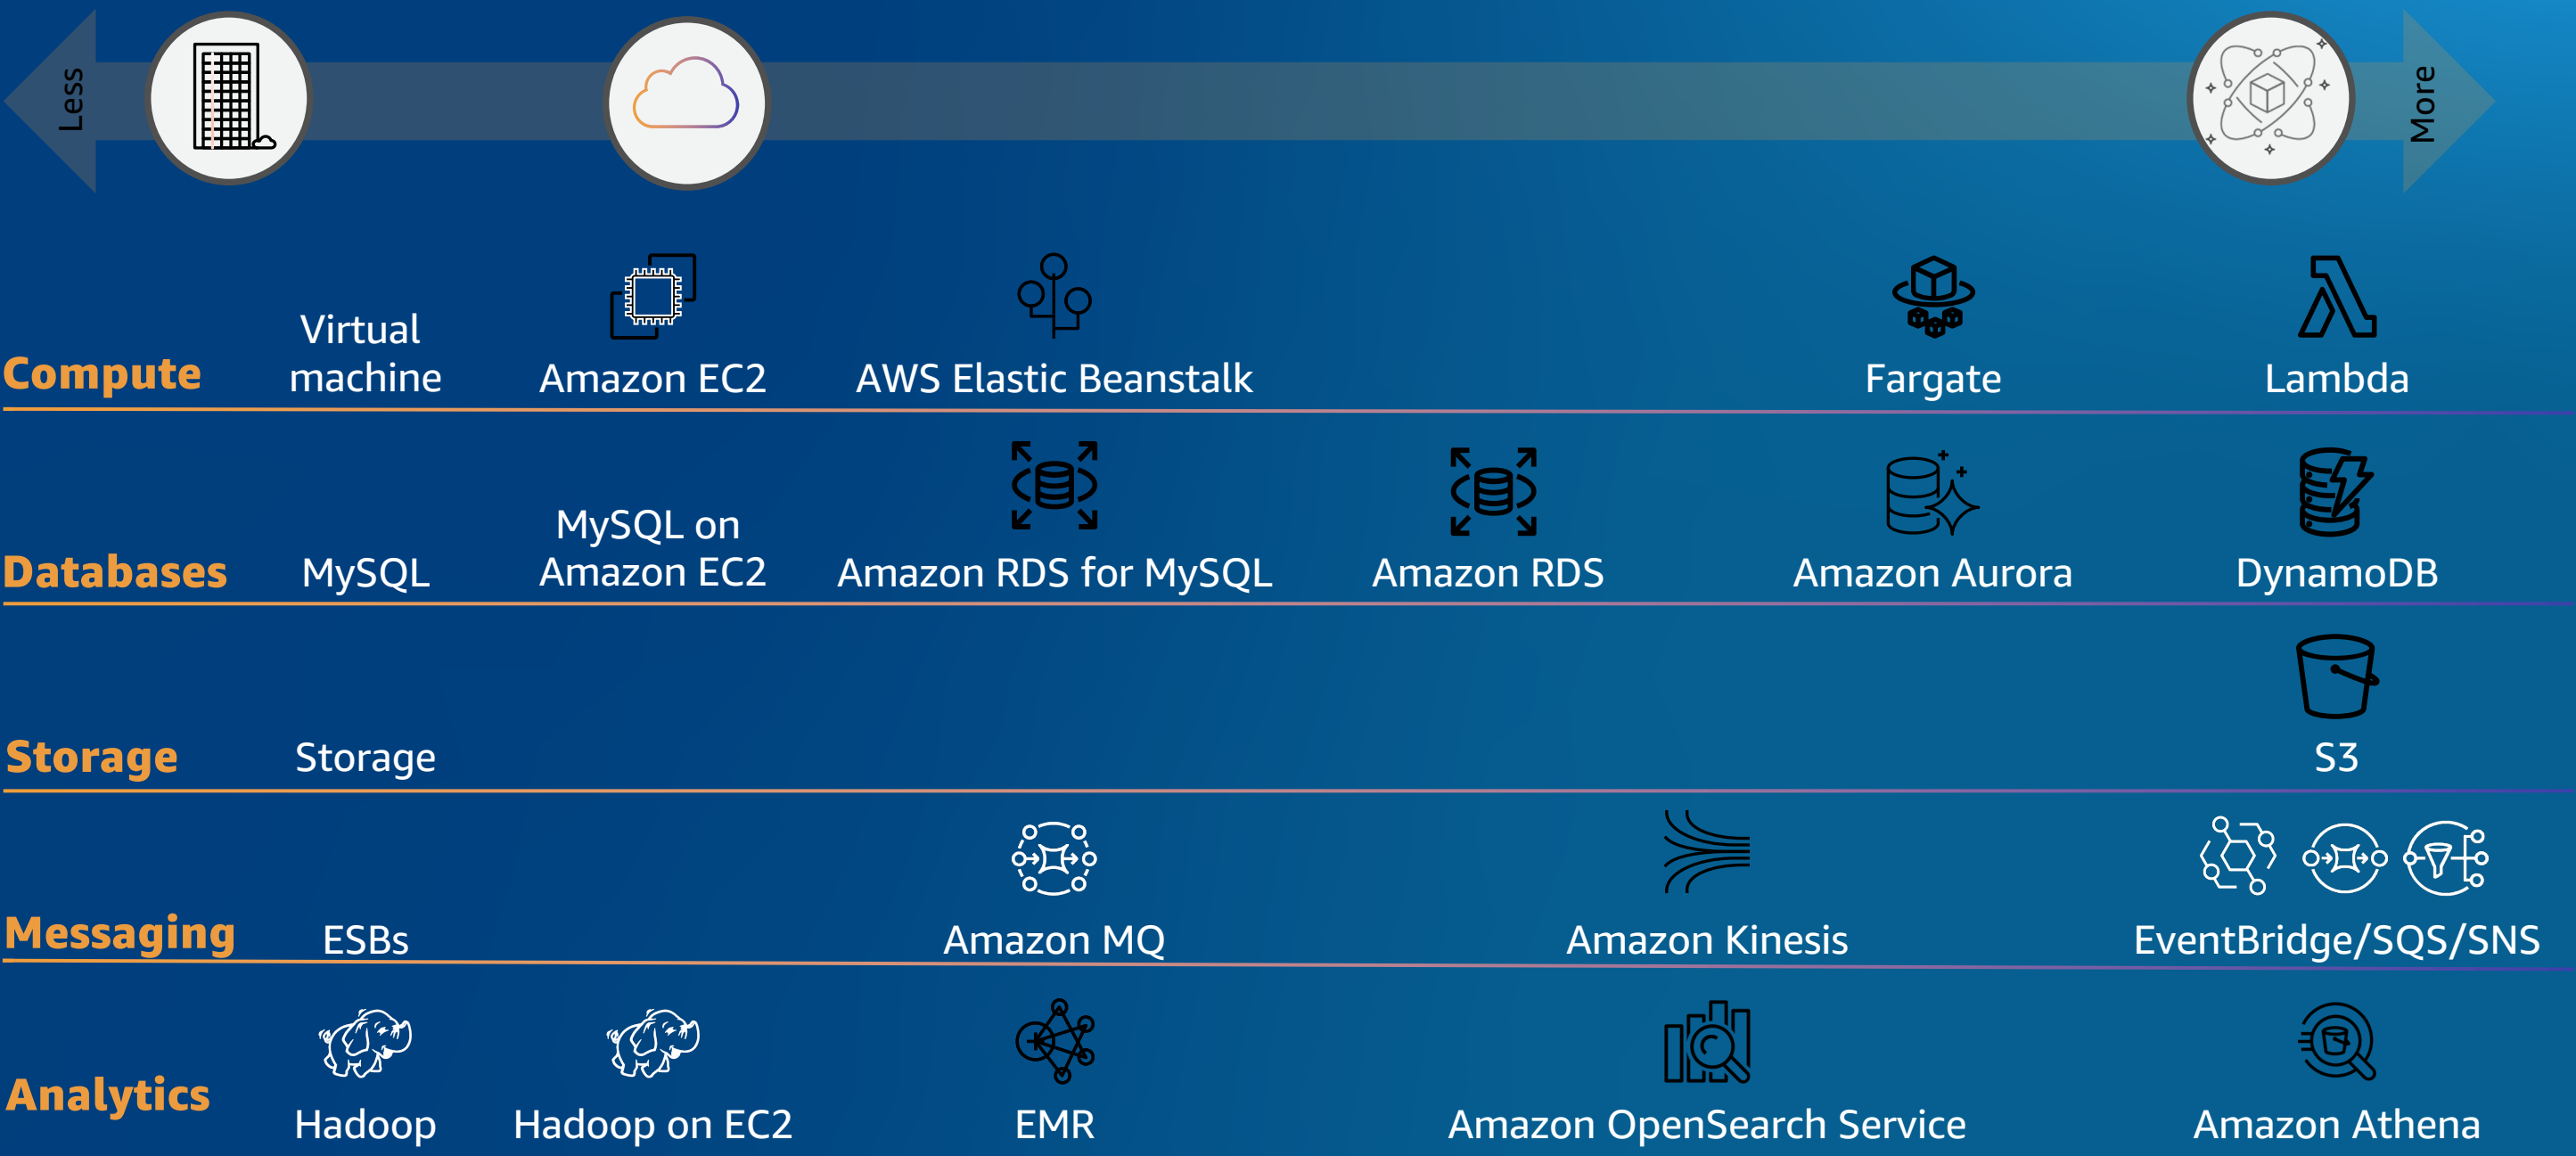 Less
More
Compute
Virtual
machine
Amazon EC2
AWS Elastic Beanstalk
Fargate
Lambda
Databases
MySQL
MySQL on
Amazon EC2
Amazon RDS for MySQL
Amazon RDS
Amazon Aurora
DynamoDB
Storage
Storage
S3
Messaging
ESBs
Amazon MQ
Amazon Kinesis
EventBridge/SQS/SNS
Analytics
Hadoop
Hadoop on EC2
EMR
Amazon OpenSearch Service
Amazon Athena